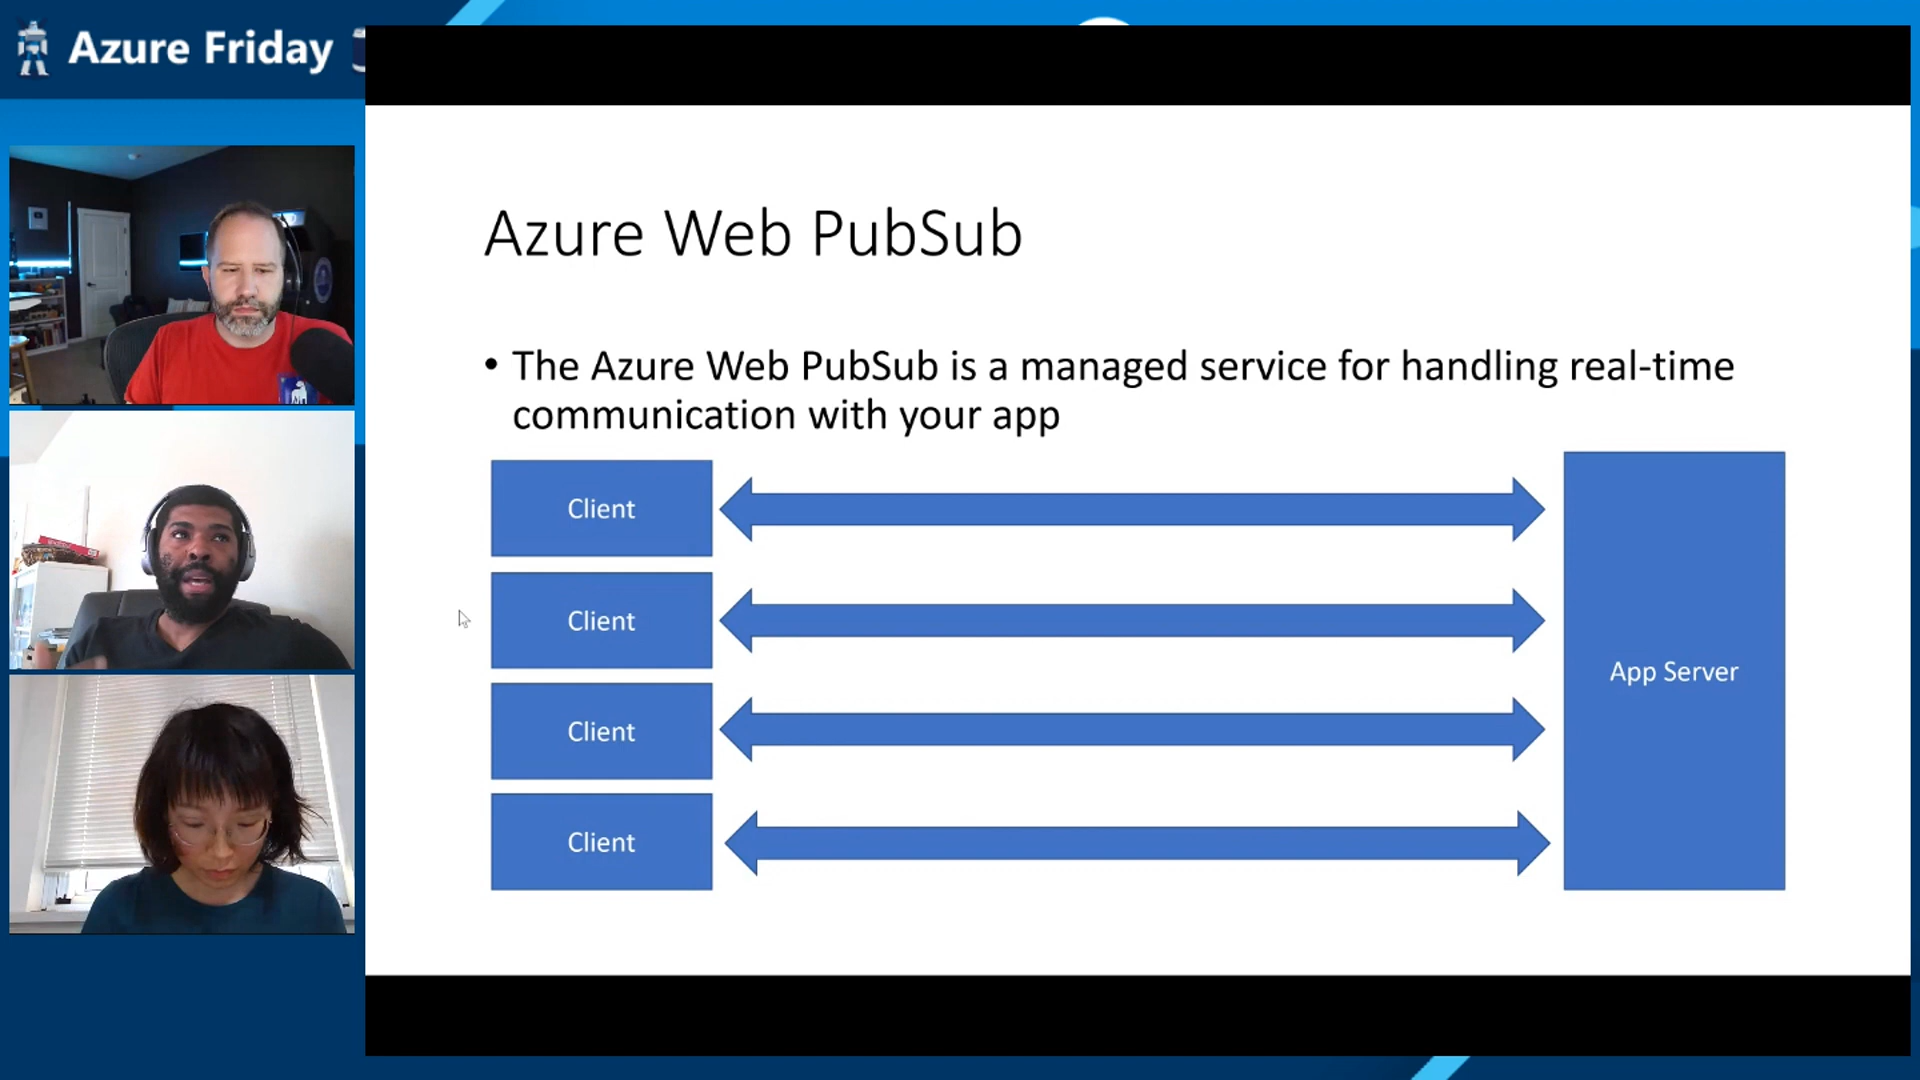 Azure Friday
Azure Web PubSub
• The Azure Web PubSub is a managed service for handling real-time
communication with your app
Client
Client
Client
Client
App Server